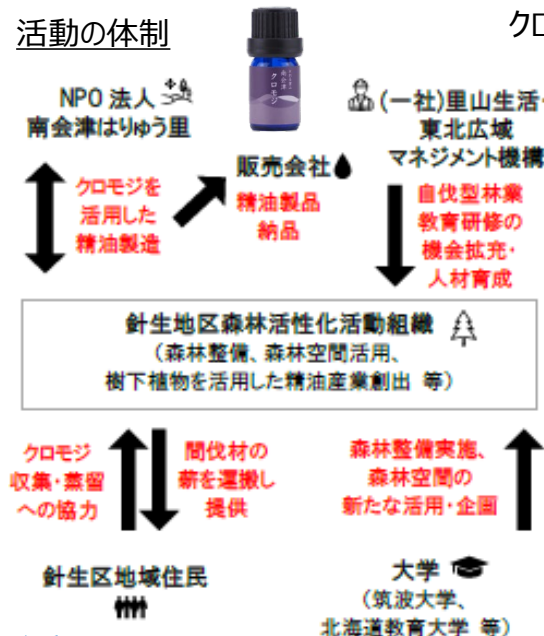 活動の体制
クロ
NPO 法人
南会津はりゅう里
クロモジ
(一社)里山生活・
東北広域
マネジメント機構
販売会社
クロモジを
活用した
精油製造
精油製品
納品
自伐型林業
教育研修の
機会拡充・
人材育成
針生地区森林活性化活動組織
(森林整備、森林空間活用、
樹下植物を活用した精油産業創出 等)
クロモジ
収集・蒸留
への協力
間伐材の
薪を運搬し
提供
森林整備実施、
森林空間の
新たな活用・企画
針生区地域住民
大学
(筑波大学、
北海道教育大学 等)